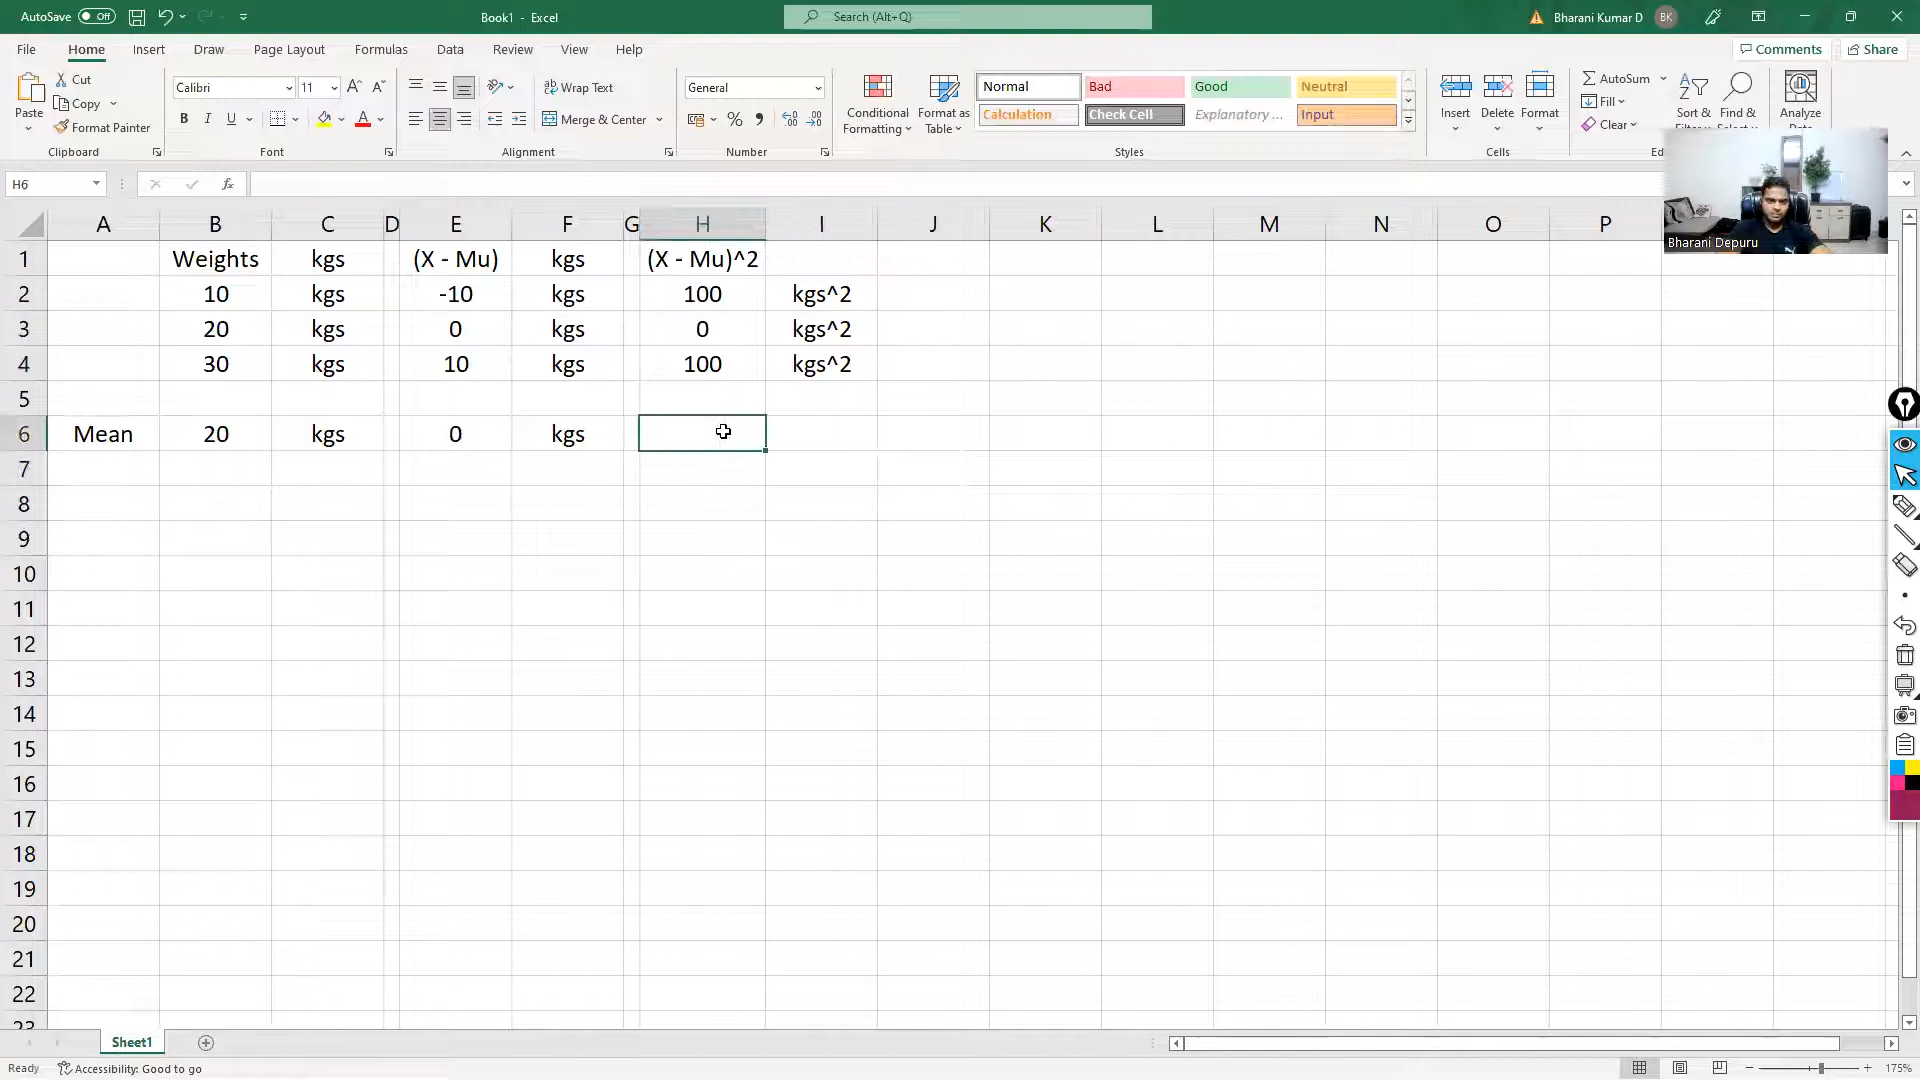 AutoSave Off Book1 - Excel Search (Alt+Q) Bharani Kumar D BK
File Home Insert Draw Page Layout Formulas Data Review View Help Comments Share
Paste Cut Copy Format Painter Clipboard
Calibri 11 B I U A Font
ab Wrap Text Merge & Center Alignment
General % Number
Conditional Formatting Format as Table
Normal Bad Good Neutral
Calculation Check Cell Explanatory ... Input
Styles
Insert Delete Format
Cells
AutoSum Fill Clear
Sort & Find &
Analyze
Ed
H6 fx
Bharani Depuru
A B C D E F G H I J K L M N O P
1 Weights kgs (X - Mu) kgs (X - Mu)^2
2 10 kgs -10 kgs 100 kgs^2
3 20 kgs 0 kgs 0 kgs^2
4 30 kgs 10 kgs 100 kgs^2
5
6 Mean 20 kgs 0 kgs
7
8
9
10
11
12
13
14
15
16
17
18
19
20
21
22
23
Sheet1
Ready Accessibility: Good to go 175%